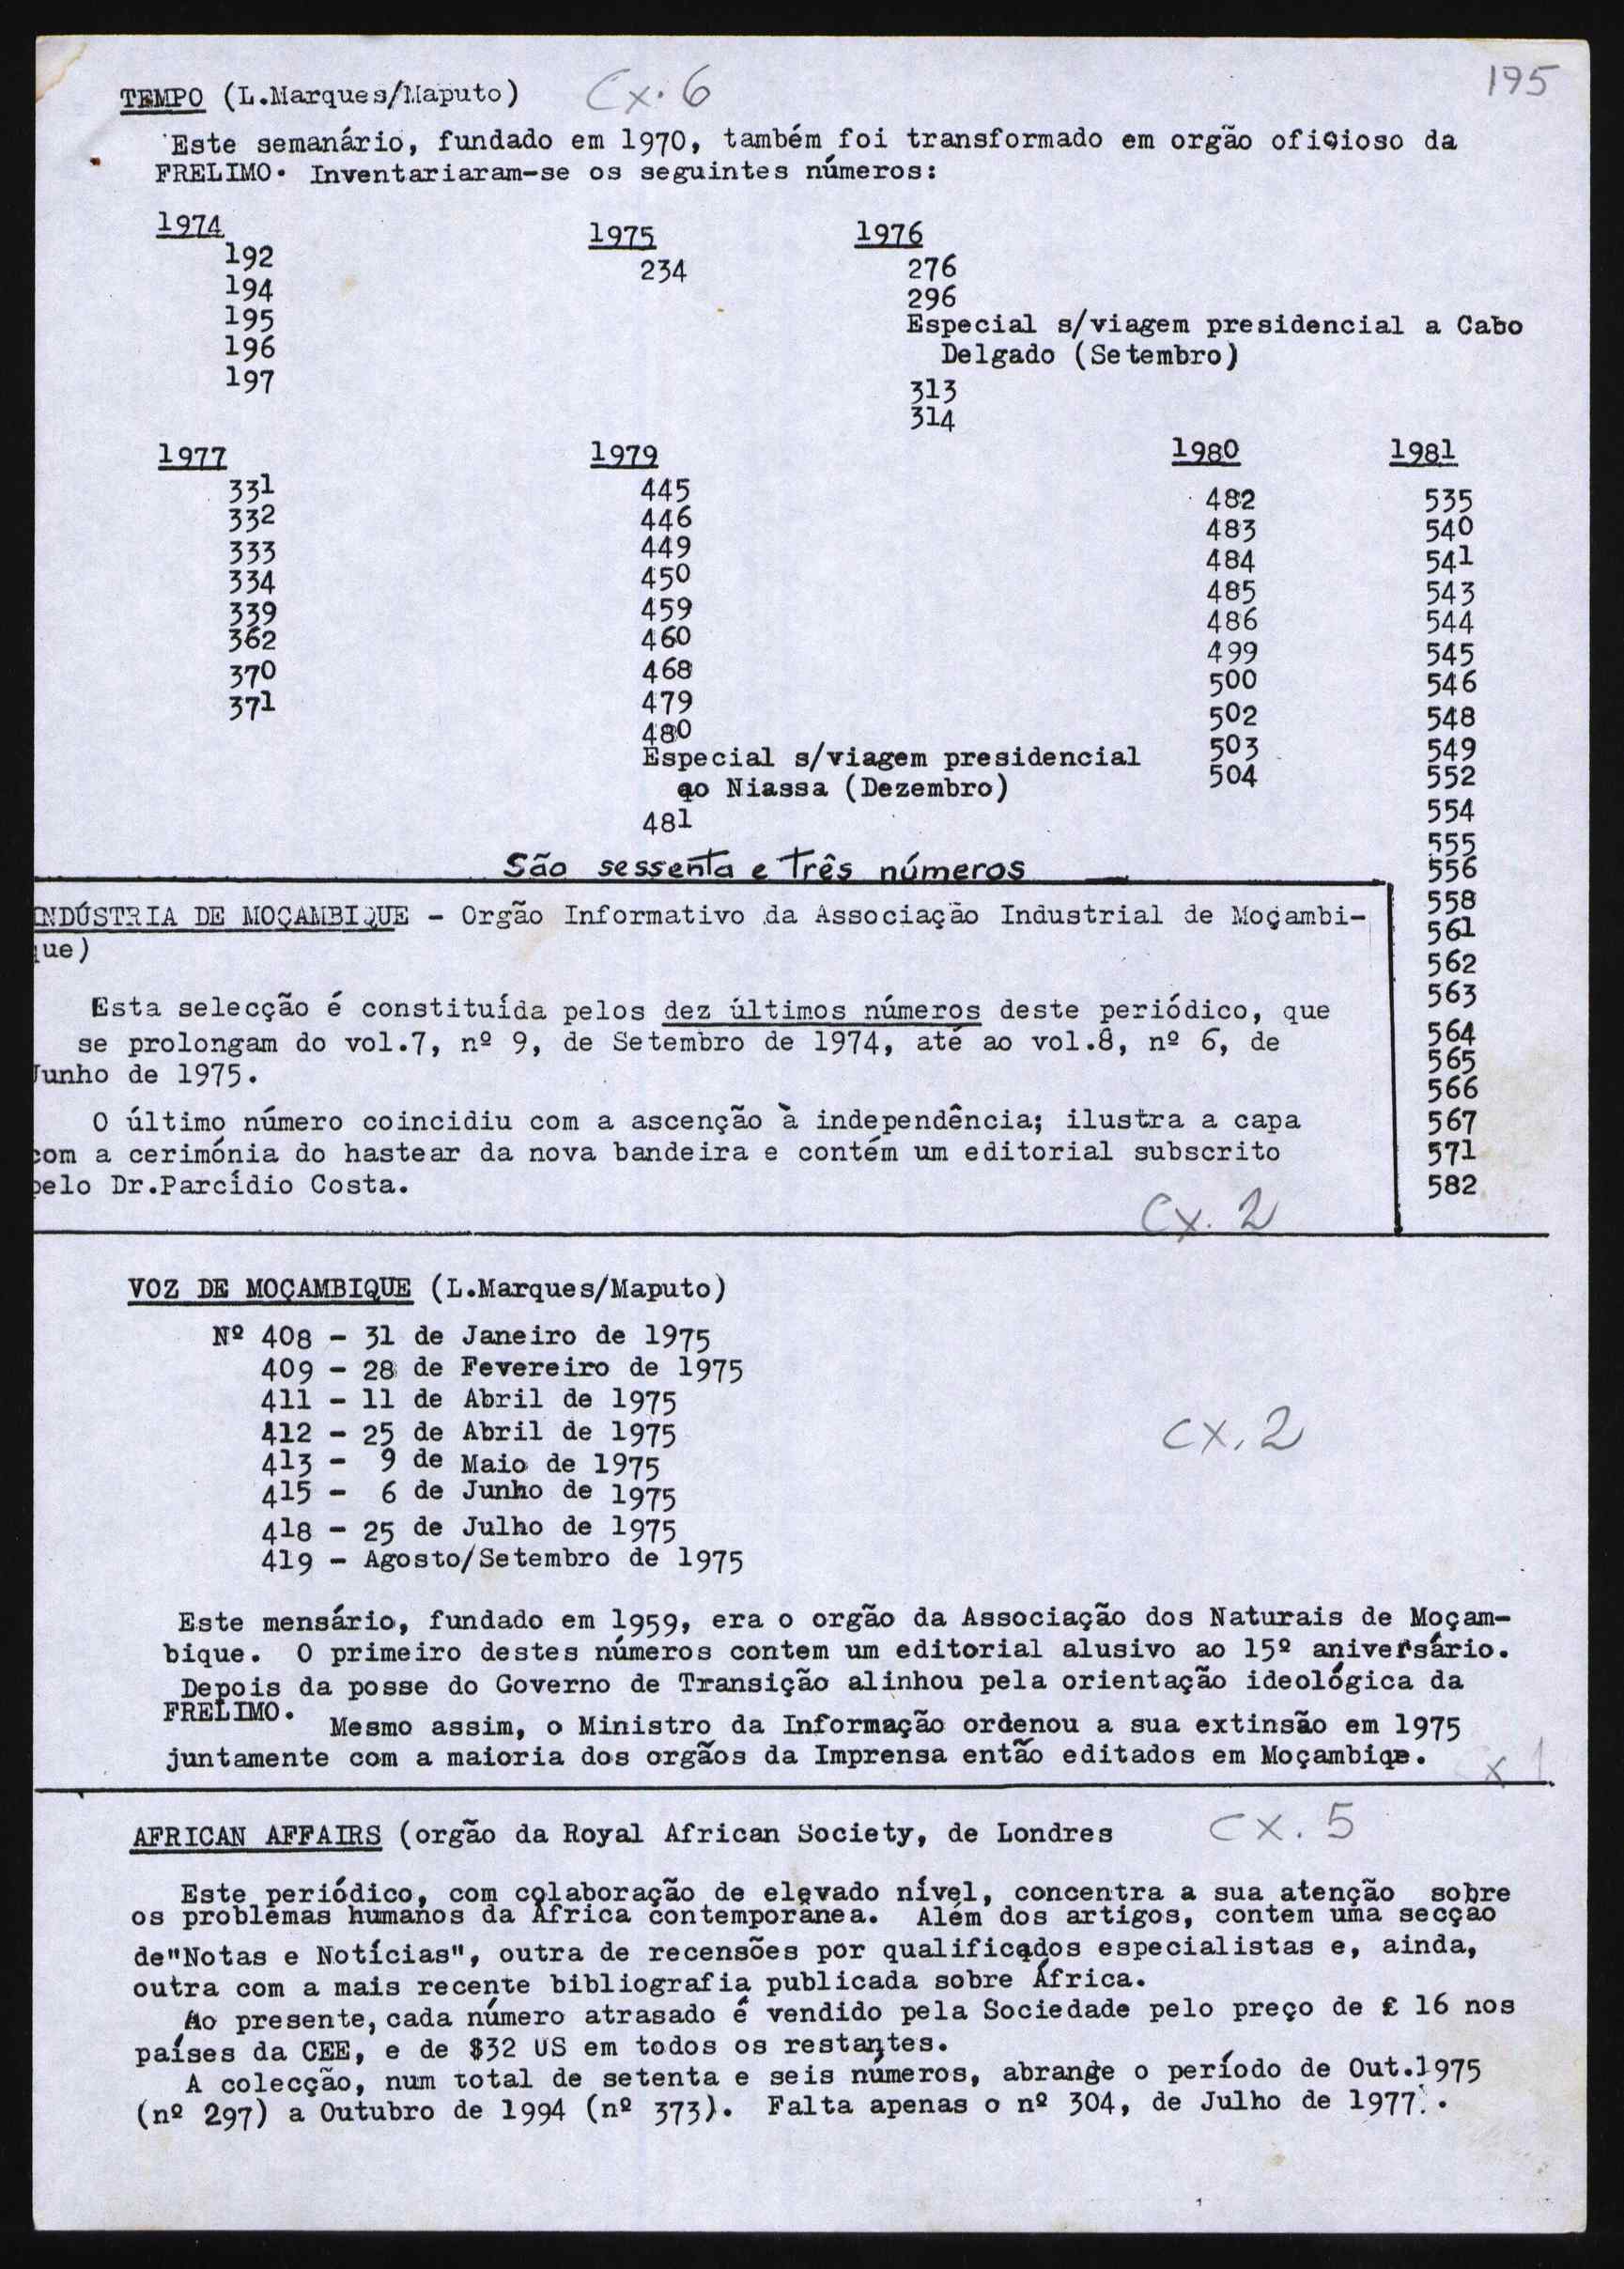 195
TEMPO (L.Marques/Maputo) Cx. 6
Este semanário, fundado em 1970, também foi transformado em orgão oficioso da
FRELIMO. Inventariaram-se os seguintes números:
1974
192
194
195
196
197
1975
234
1976
276
296
Especial s/viagem presidencial a Cabo
Delgado (Setembro)
313
314
1977
331
332
333
334
339
362
370
371
1979
445
446
449
450
459
460
468
479
480
Especial s/viagem presidencial
ao Niassa (Dezembro)
481
1980
482
483
484
485
486
499
500
502
503
504
1981
535
540
541
543
544
545
546
548
549
552
554
555
556
558
561
562
563
564
565
566
567
571
582
São sessenta e três números
INDÚSTRIA DE MOÇAMBIQUE - Orgão Informativo da Associação Industrial de Moçambi-
que)
Esta selecção é constituída pelos dez últimos números deste periódico, que
se prolongam do vol.7, nº 9, de Setembro de 1974, até ao vol.8, nº 6, de
Junho de 1975.
O último número coincidiu com a ascenção à independência; ilustra a capa
com a cerimónia do hastear da nova bandeira e contém um editorial subscrito
pelo Dr.Parcídio Costa.
Cx. 2
VOZ DE MOÇAMBIQUE (L.Marques/Maputo)
Nº 408 - 31 de Janeiro de 1975
409 - 28 de Fevereiro de 1975
411 - 11 de Abril de 1975
412 - 25 de Abril de 1975
413 - 9 de Maio de 1975
415 - 6 de Junho de 1975
418 - 25 de Julho de 1975
419 - Agosto/Setembro de 1975
cx. 2
Este mensário, fundado em 1959, era o orgão da Associação dos Naturais de Moçam-
bique. O primeiro destes números contem um editorial alusivo ao 15º aniversário.
Depois da posse do Governo de Transição alinhou pela orientação ideológica da
FRELIMO.
Mesmo assim, o Ministro da Informação ordenou a sua extinsão em 1975
juntamente com a maioria dos orgãos da Imprensa então editados em Moçambiqe.
cx 1
AFRICAN AFFAIRS (orgão da Royal African Society, de Londres cx. 5
Este periódico, com colaboração de elevado nível, concentra a sua atenção sobre
os problemas humanos da África contemporânea. Além dos artigos, contem uma secção
de"Notas e Notícias", outra de recensões por qualificados especialistas e, ainda,
outra com a mais recente bibliografia publicada sobre África.
Ao presente, cada número atrasado é vendido pela Sociedade pelo preço de £ 16 nos
países da CEE, e de $32 US em todos os restantes.
A colecção, num total de setenta e seis números, abrange o período de Out.1975
(nº 297) a Outubro de 1994 (nº 373). Falta apenas o nº 304, de Julho de 1977.